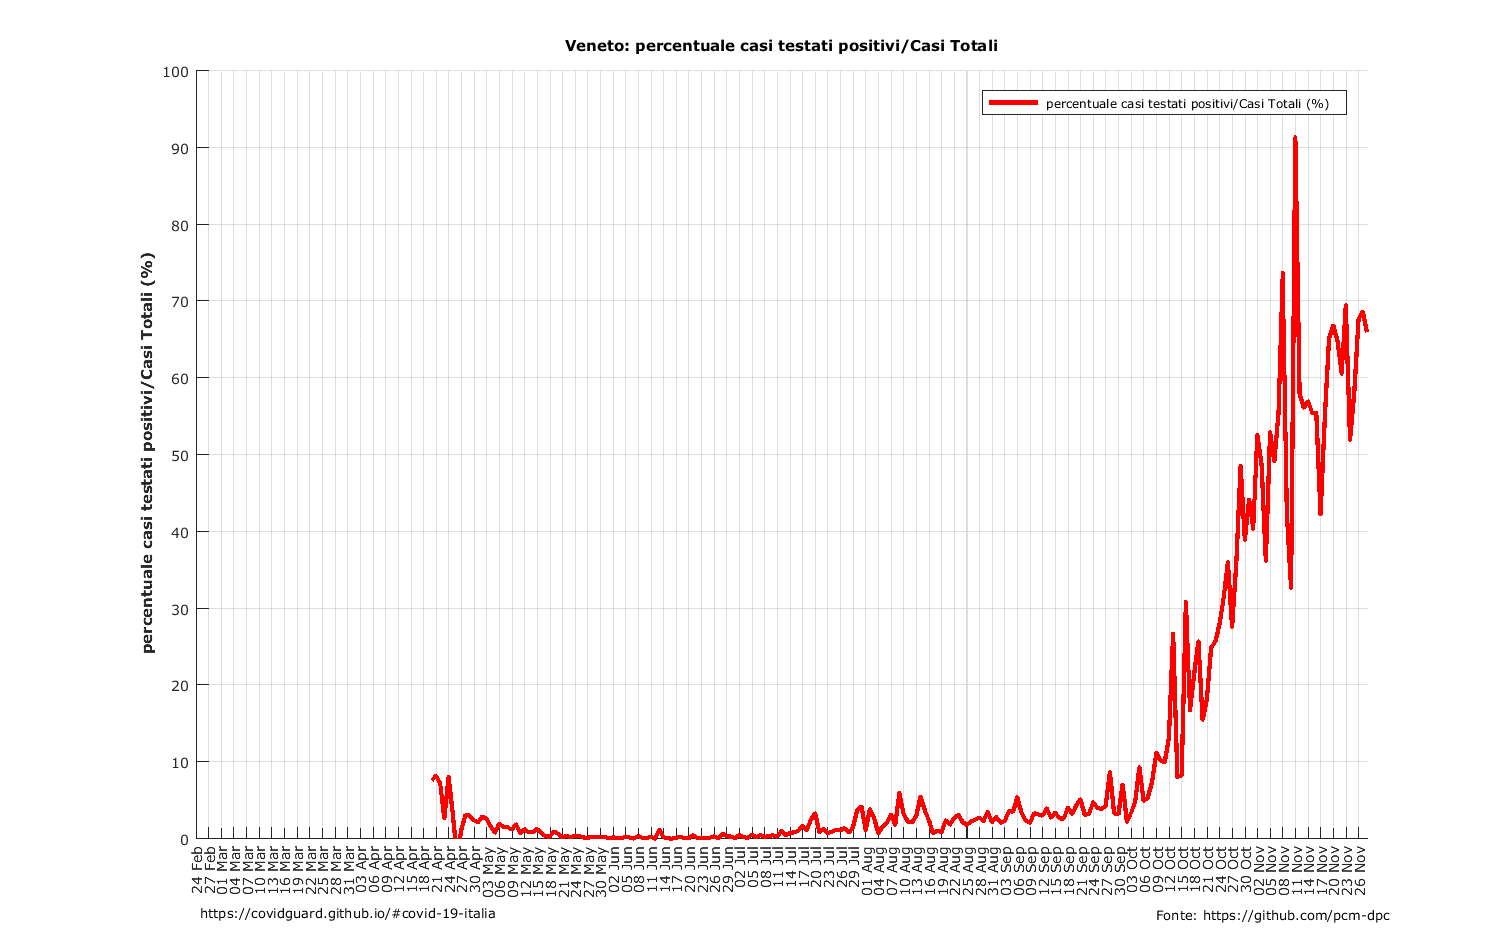 Veneto: percentuale casi testati positivi/Casi Totali
percentuale casi testati positivi/Casi Totali (%)
percentuale casi testati positivi/Casi Totali (%)
100
90
80
70
60
50
40
30
20
10
0
24 Feb
27 Feb
01 Mar
04 Mar
07 Mar
10 Mar
13 Mar
16 Mar
19 Mar
22 Mar
25 Mar
28 Mar
31 Mar
03 Apr
06 Apr
09 Apr
12 Apr
15 Apr
18 Apr
21 Apr
24 Apr
27 Apr
30 Apr
03 May
06 May
09 May
12 May
15 May
18 May
21 May
24 May
27 May
30 May
02 Jun
05 Jun
08 Jun
11 Jun
14 Jun
17 Jun
20 Jun
23 Jun
26 Jun
29 Jun
02 Jul
05 Jul
08 Jul
11 Jul
14 Jul
17 Jul
20 Jul
23 Jul
26 Jul
29 Jul
01 Aug
04 Aug
07 Aug
10 Aug
13 Aug
16 Aug
19 Aug
22 Aug
25 Aug
28 Aug
31 Aug
03 Sep
06 Sep
09 Sep
12 Sep
15 Sep
18 Sep
21 Sep
24 Sep
27 Sep
30 Sep
03 Oct
06 Oct
09 Oct
12 Oct
15 Oct
18 Oct
21 Oct
24 Oct
27 Oct
30 Oct
02 Nov
05 Nov
08 Nov
11 Nov
14 Nov
17 Nov
20 Nov
23 Nov
26 Nov
https://covidguard.github.io/#covid-19-italia
Fonte: https://github.com/pcm-dpc